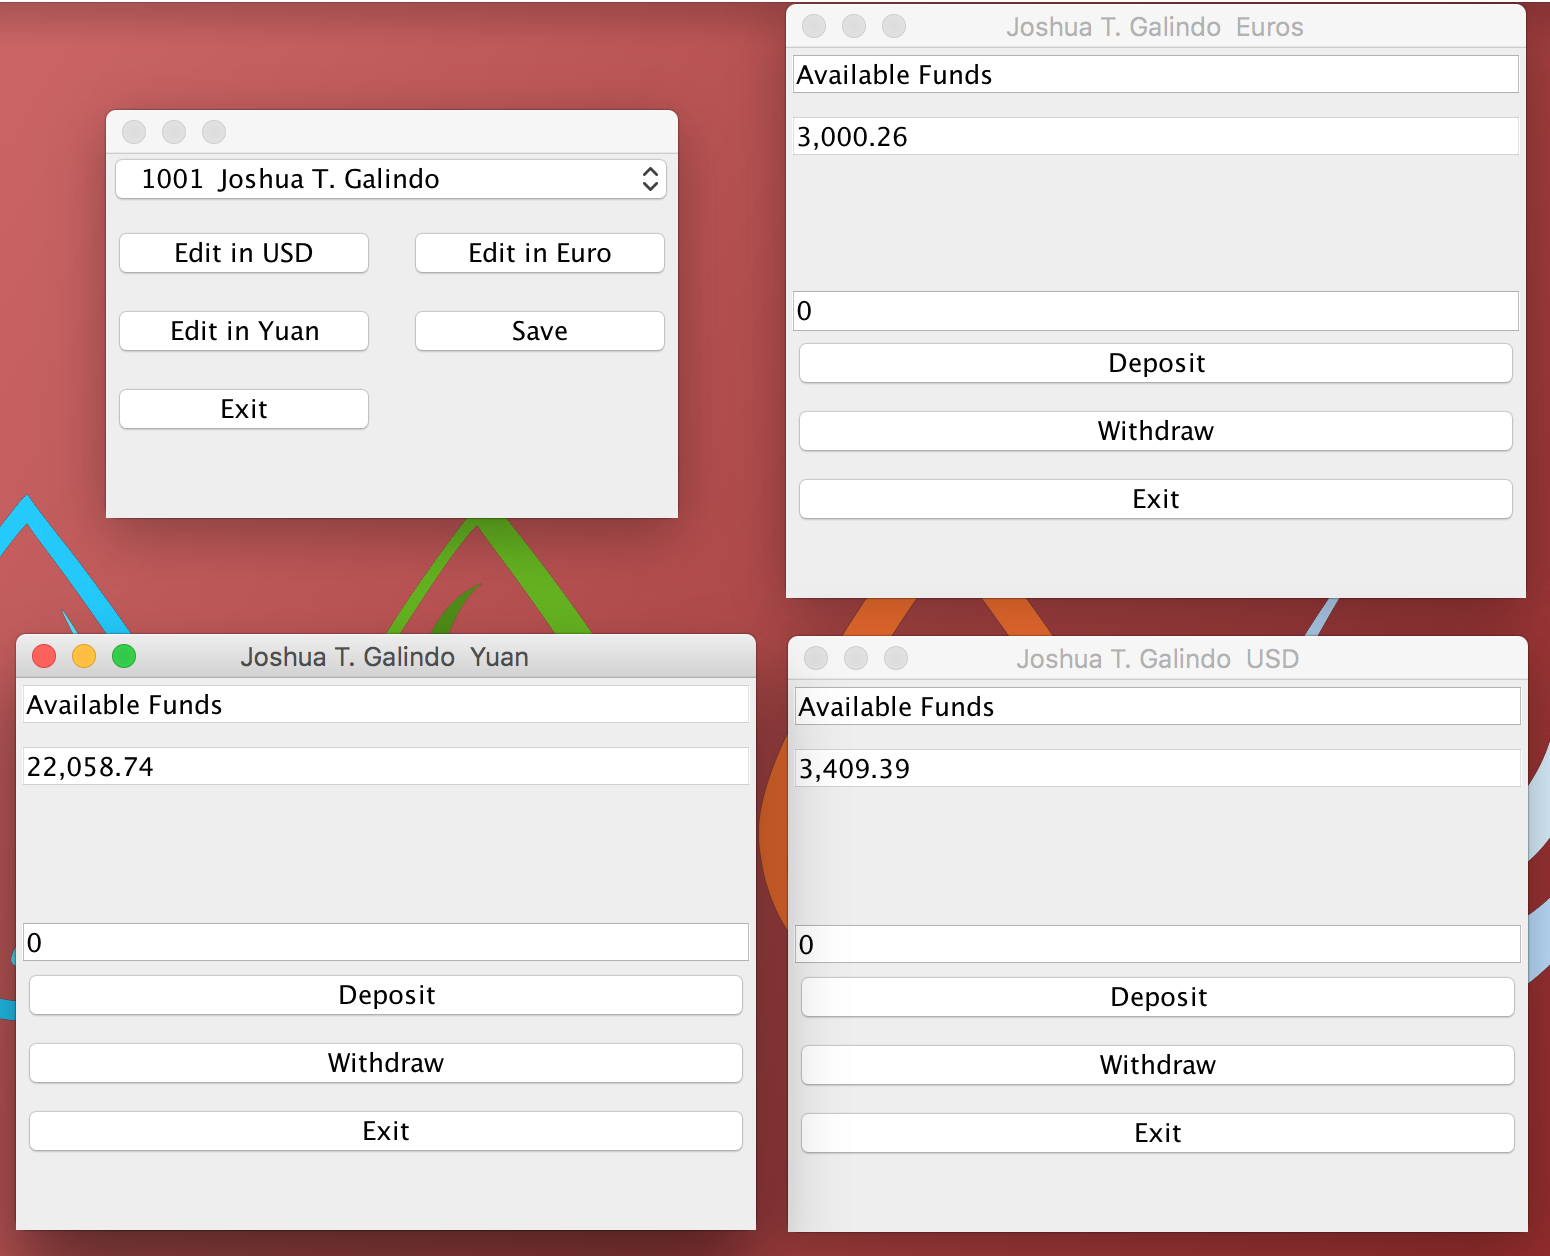 1001  Joshua T. Galindo
Edit in USD
Edit in Euro
Edit in Yuan
Save
Exit
Joshua T. Galindo  Euros
Available Funds
3,000.26
0
Deposit
Withdraw
Exit
Joshua T. Galindo  Yuan
Available Funds
22,058.74
0
Deposit
Withdraw
Exit
Joshua T. Galindo  USD
Available Funds
3,409.39
0
Deposit
Withdraw
Exit